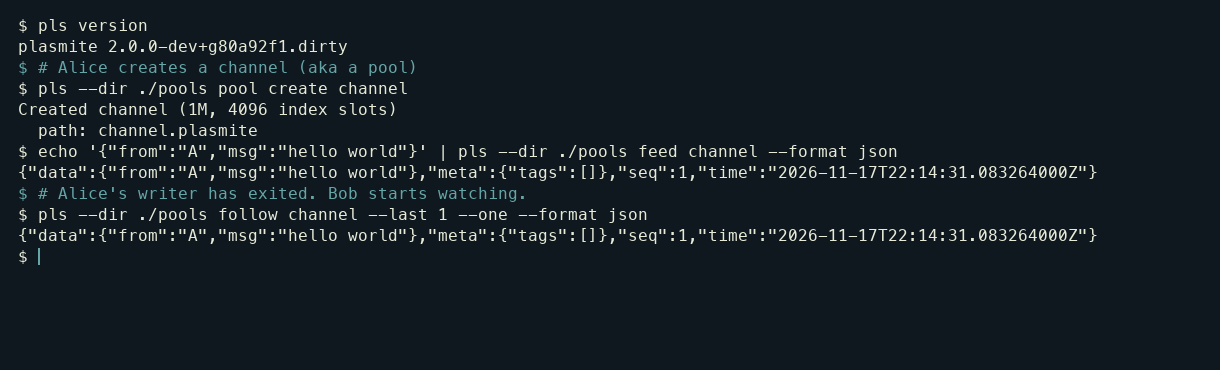 $ pls version
plasmite 2.0.0-dev+g80a92f1.dirty
$ # Alice creates a channel (aka a pool)
$ pls --dir ./pools pool create channel
Created channel (1M, 4096 index slots)
  path: channel.plasmite
$ echo '{"from":"A","msg":"hello world"}' | pls --dir ./pools feed channel --format json
{"data":{"from":"A","msg":"hello world"},"meta":{"tags":[]},"seq":1,"time":"2026-11-17T22:14:31.083264000Z"}
$ # Alice's writer has exited. Bob starts watching.
$ pls --dir ./pools follow channel --last 1 --one --format json
{"data":{"from":"A","msg":"hello world"},"meta":{"tags":[]},"seq":1,"time":"2026-11-17T22:14:31.083264000Z"}
$